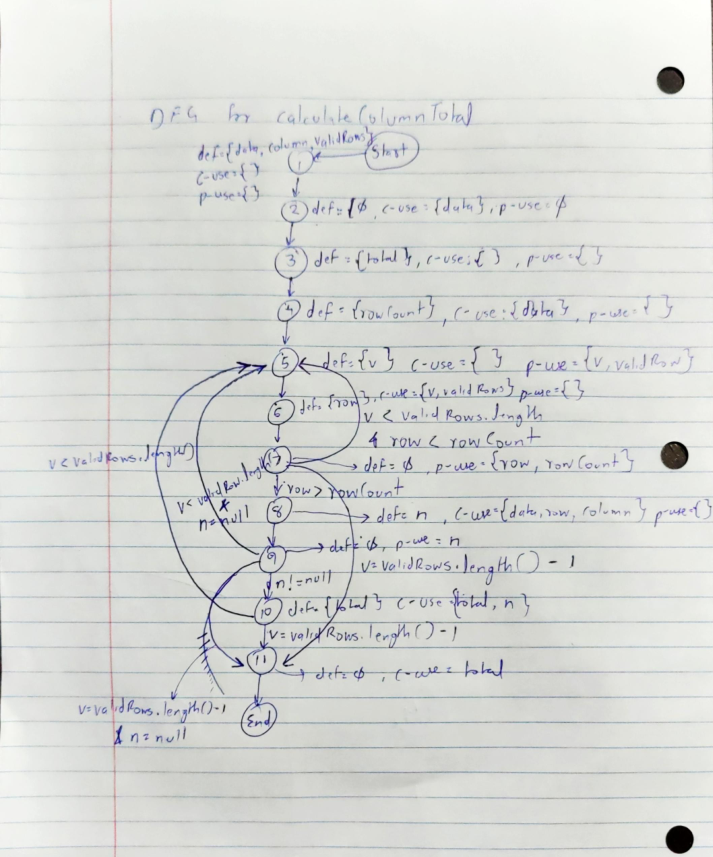 DFG for calculateColumnTotal
def={data, column, validRows}
Start
1
c-use={ }
p-use={ }
2 def={∅, c-use={data}, p-use=∅
3 def={total}, c-use:{ }, p-use={ }
4 def={rowCount}, c-use:{data}, p-use={ }
5 def={v} c-use={ } p-use={v, validRow}
6 def={row}, c-use={v, validRows} p-use={ }
v < validRows.length
& row < rowCount
v<validRows.length()
7 def=∅, p-use={row, rowCount}
v< validRow.length()
&
n=null
row> rowCount
8 def=n, c-use={data, row, column} p-use={}
9 def=∅, p-use=n
v=validRows.length()-1
n!=null
10 def={total} c-use{total, n}
v=validRows.length()-1
11 def=∅, c-use=total
End
v=validRows.length()-1
& n=null